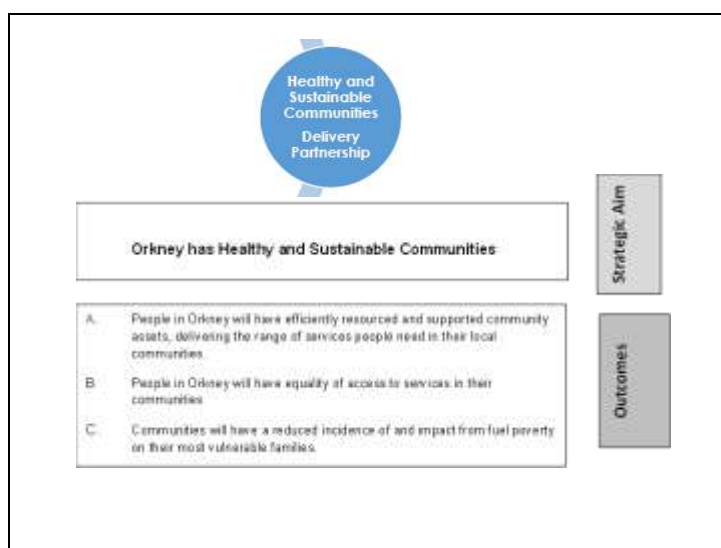 Healthy and
Sustainable
Communities
Delivery
Partnership
Strategic Aim
Orkney has Healthy and Sustainable Communities
Outcomes
A. People in Orkney will have efficiently resourced and supported community
assets, delivering the range of services people need in their local
communities.
B. People in Orkney will have equality of access to services in their
communities
C. Communities will have a reduced incidence of and impact from fuel poverty
on their most vulnerable families.